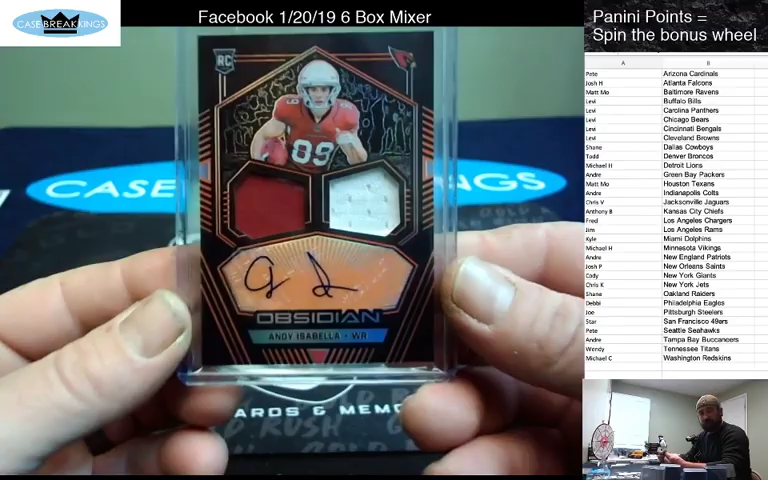 CASE BREAK KINGS
Facebook 1/20/19 6 Box Mixer
Panini Points =
Spin the bonus wheel
A B
Pete Arizona Cardinals
Josh H Atlanta Falcons
Matt Mo Baltimore Ravens
Levi Buffalo Bills
Levi Carolina Panthers
Levi Chicago Bears
Levi Cincinnati Bengals
Levi Cleveland Browns
Shane Dallas Cowboys
Todd Denver Broncos
Michael H Detroit Lions
Andre Green Bay Packers
Matt Mo Houston Texans
Andre Indianapolis Colts
Chris V Jacksonville Jaguars
Anthony B Kansas City Chiefs
Fred Los Angeles Chargers
Jim Los Angeles Rams
Kyle Miami Dolphins
Michael H Minnesota Vikings
Andre New England Patriots
Josh P New Orleans Saints
Cody New York Giants
Chris K New York Jets
Shane Oakland Raiders
Debbi Philadelphia Eagles
Joe Pittsburgh Steelers
Star San Francisco 49ers
Pete Seattle Seahawks
Andre Tampa Bay Buccaneers
Wendy Tennessee Titans
Michael C Washington Redskins
RC
89
CASE
KINGS
OBSIDIAN
ANDY ISABELLA • WR
ARDS & MEMO